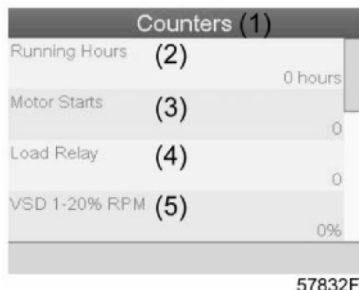 Counters (1)
Running Hours (2)
0 hours
Motor Starts (3)
0
Load Relay (4)
0
VSD 1-20% RPM (5)
0%
57832F